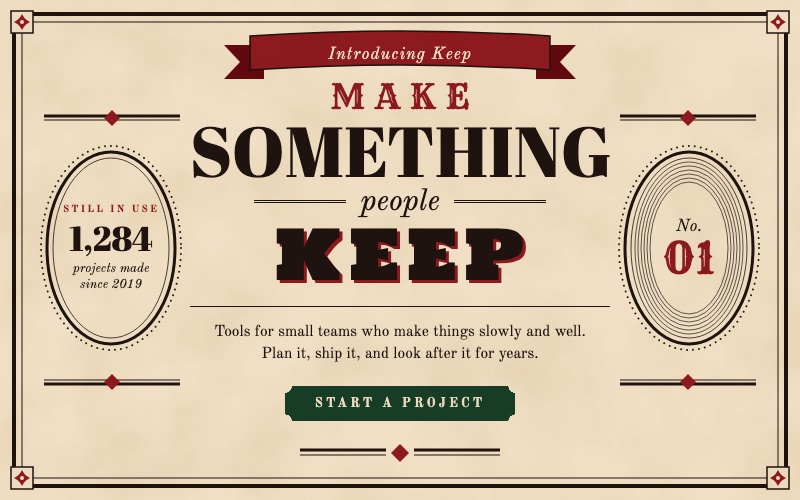 Introducing Keep
MAKE
SOMETHING
people
KEEP
STILL IN USE
1,284
projects made
since 2019
No.
01
Tools for small teams who make things slowly and well.
Plan it, ship it, and look after it for years.
START A PROJECT